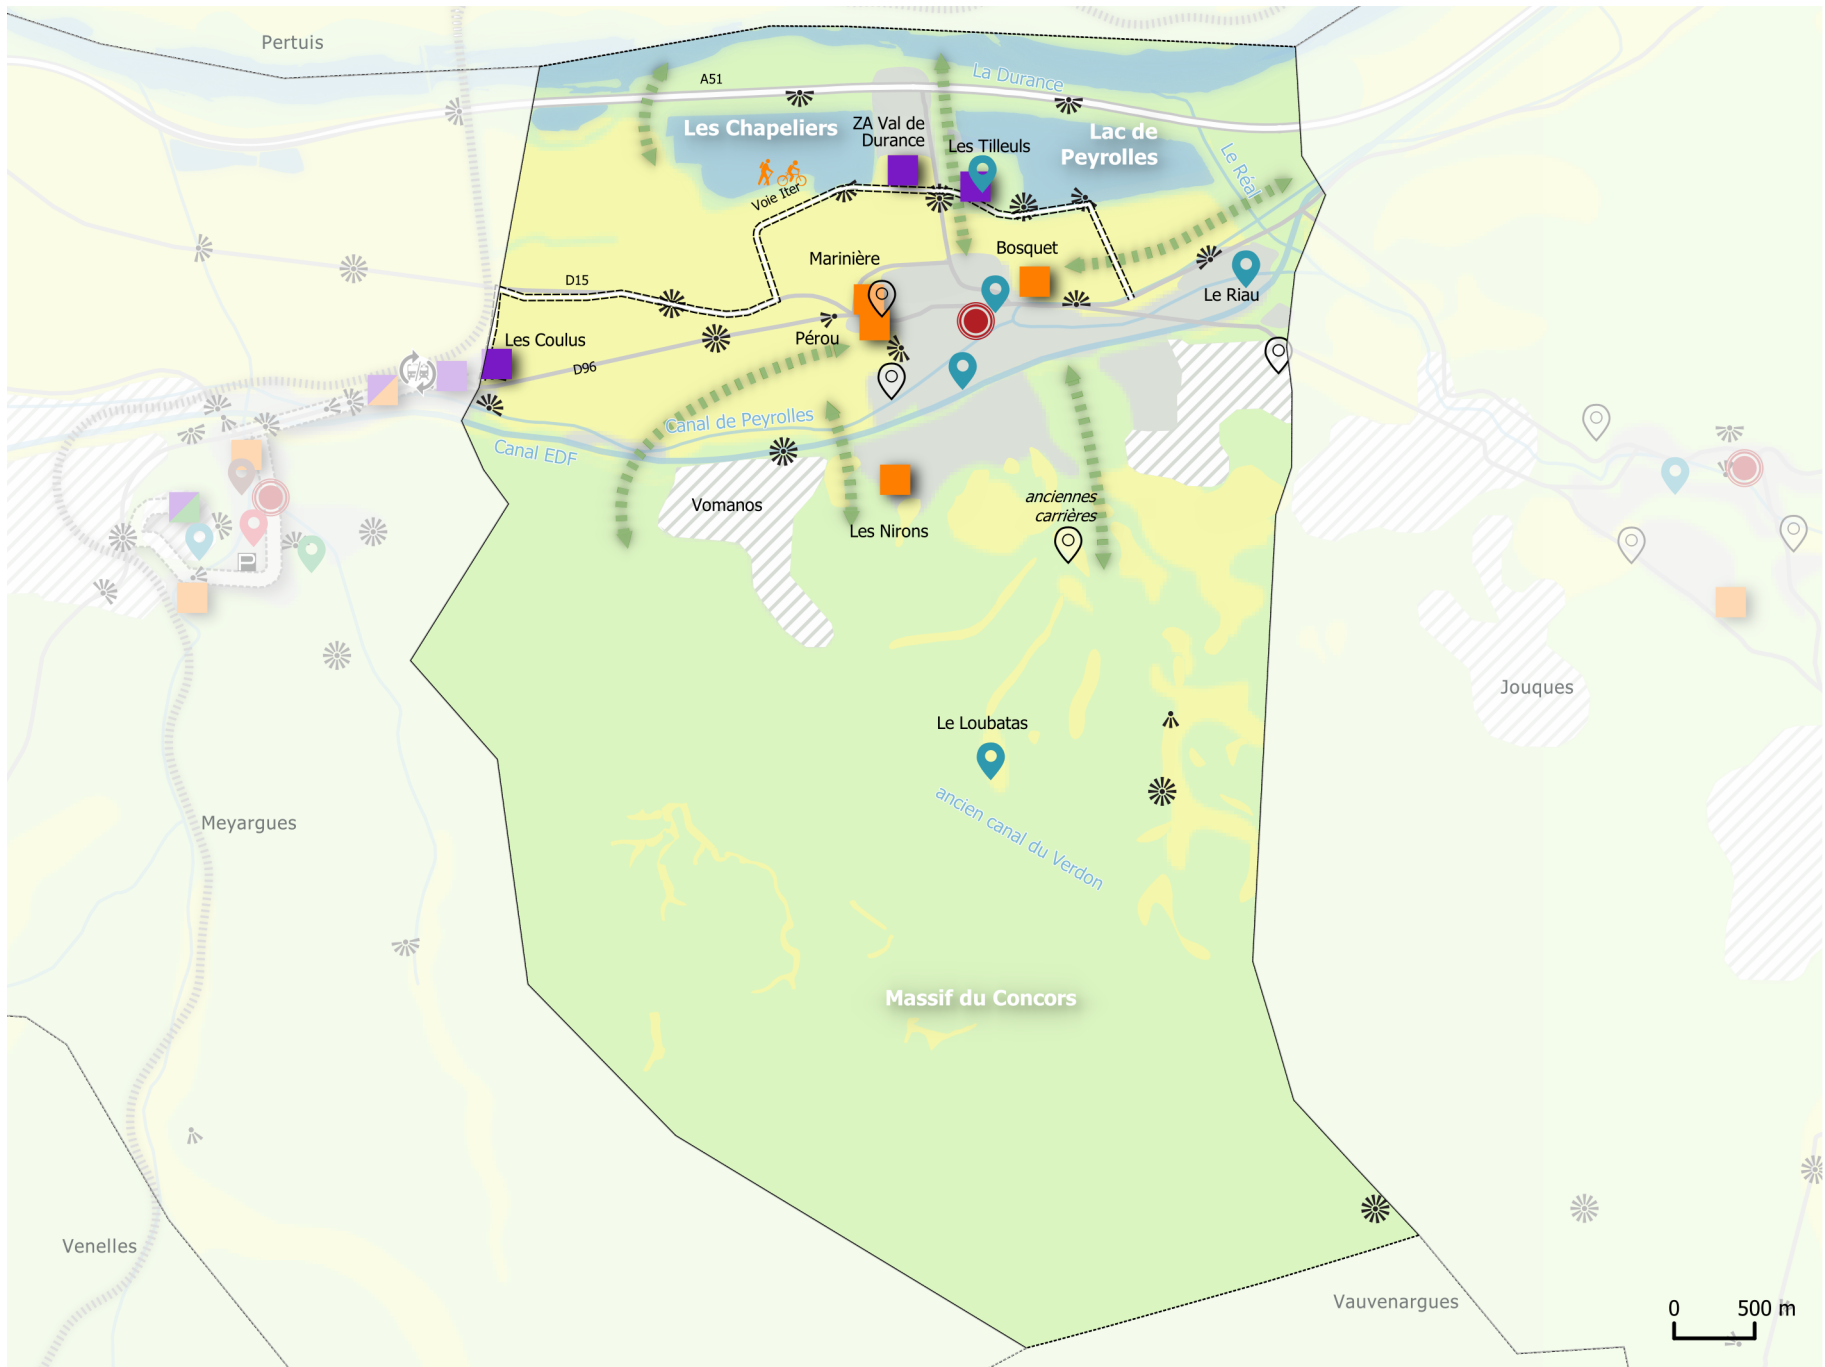 Pertuis
A51
La Durance
Les Chapeliers
ZA Val de
Durance
Les Tilleuls
Lac de
Peyrolles
Le Réal
Voie Iter
Marinière
Bosquet
D15
Le Riau
Les Coulus
Pérou
D96
Canal de Peyrolles
Canal EDF
Vomanos
anciennes
carrières
Les Nirons
P
Jouques
Le Loubatas
ancien canal du Verdon
Meyargues
Massif du Concors
Venelles
Vauvenargues
0 500 m